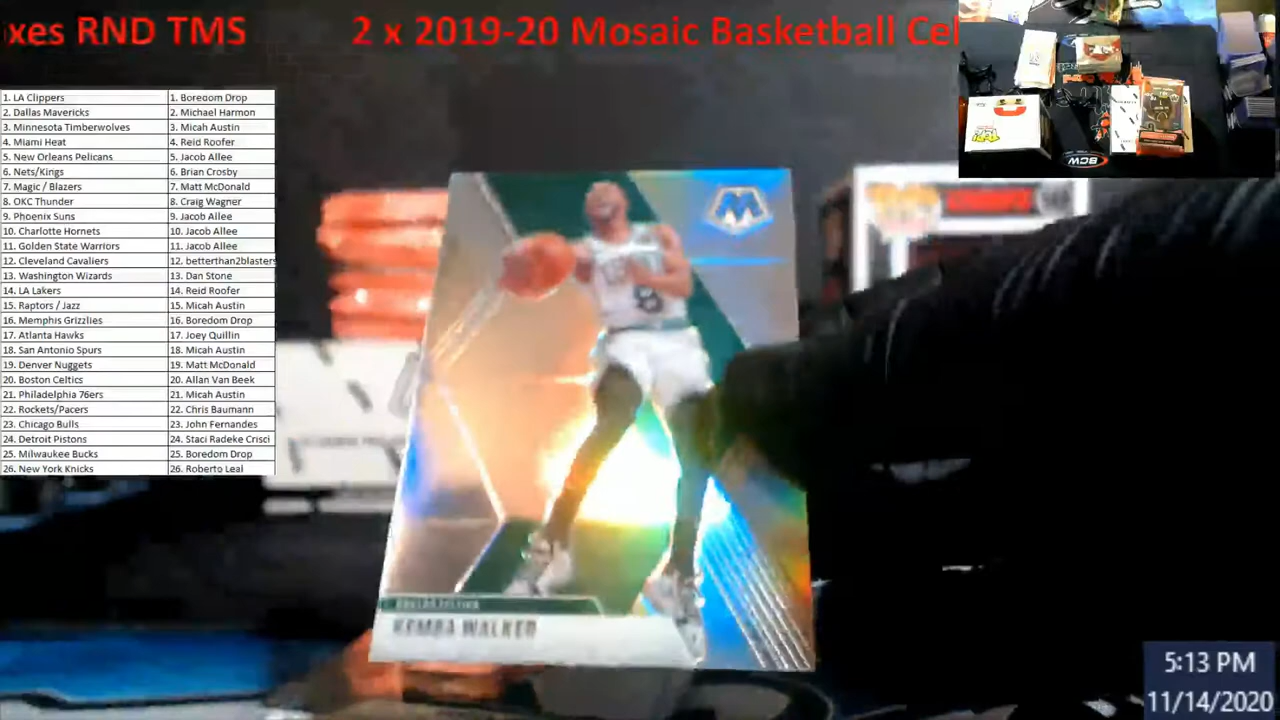 xes RND TMS 2 x 2019-20 Mosaic Basketball Cel
1. LA Clippers 1. Boredom Drop
2. Dallas Mavericks 2. Michael Harmon
3. Minnesota Timberwolves 3. Micah Austin
4. Miami Heat 4. Reid Roofer
5. New Orleans Pelicans 5. Jacob Allee
6. Nets/Kings 6. Brian Crosby
7. Magic / Blazers 7. Matt McDonald
8. OKC Thunder 8. Craig Wagner
9. Phoenix Suns 9. Jacob Allee
10. Charlotte Hornets 10. Jacob Allee
11. Golden State Warriors 11. Jacob Allee
12. Cleveland Cavaliers 12. betterthan2blasters
13. Washington Wizards 13. Dan Stone
14. LA Lakers 14. Reid Roofer
15. Raptors / Jazz 15. Micah Austin
16. Memphis Grizzlies 16. Boredom Drop
17. Atlanta Hawks 17. Joey Quillin
18. San Antonio Spurs 18. Micah Austin
19. Denver Nuggets 19. Matt McDonald
20. Boston Celtics 20. Allan Van Beek
21. Philadelphia 76ers 21. Micah Austin
22. Rockets/Pacers 22. Chris Baumann
23. Chicago Bulls 23. John Fernandes
24. Detroit Pistons 24. Staci Radeke Crisci
25. Milwaukee Bucks 25. Boredom Drop
26. New York Knicks 26. Roberto Leal
BCW
M
8
BOSTON CELTICS
KEMBA WALKER
5:13 PM
11/14/2020